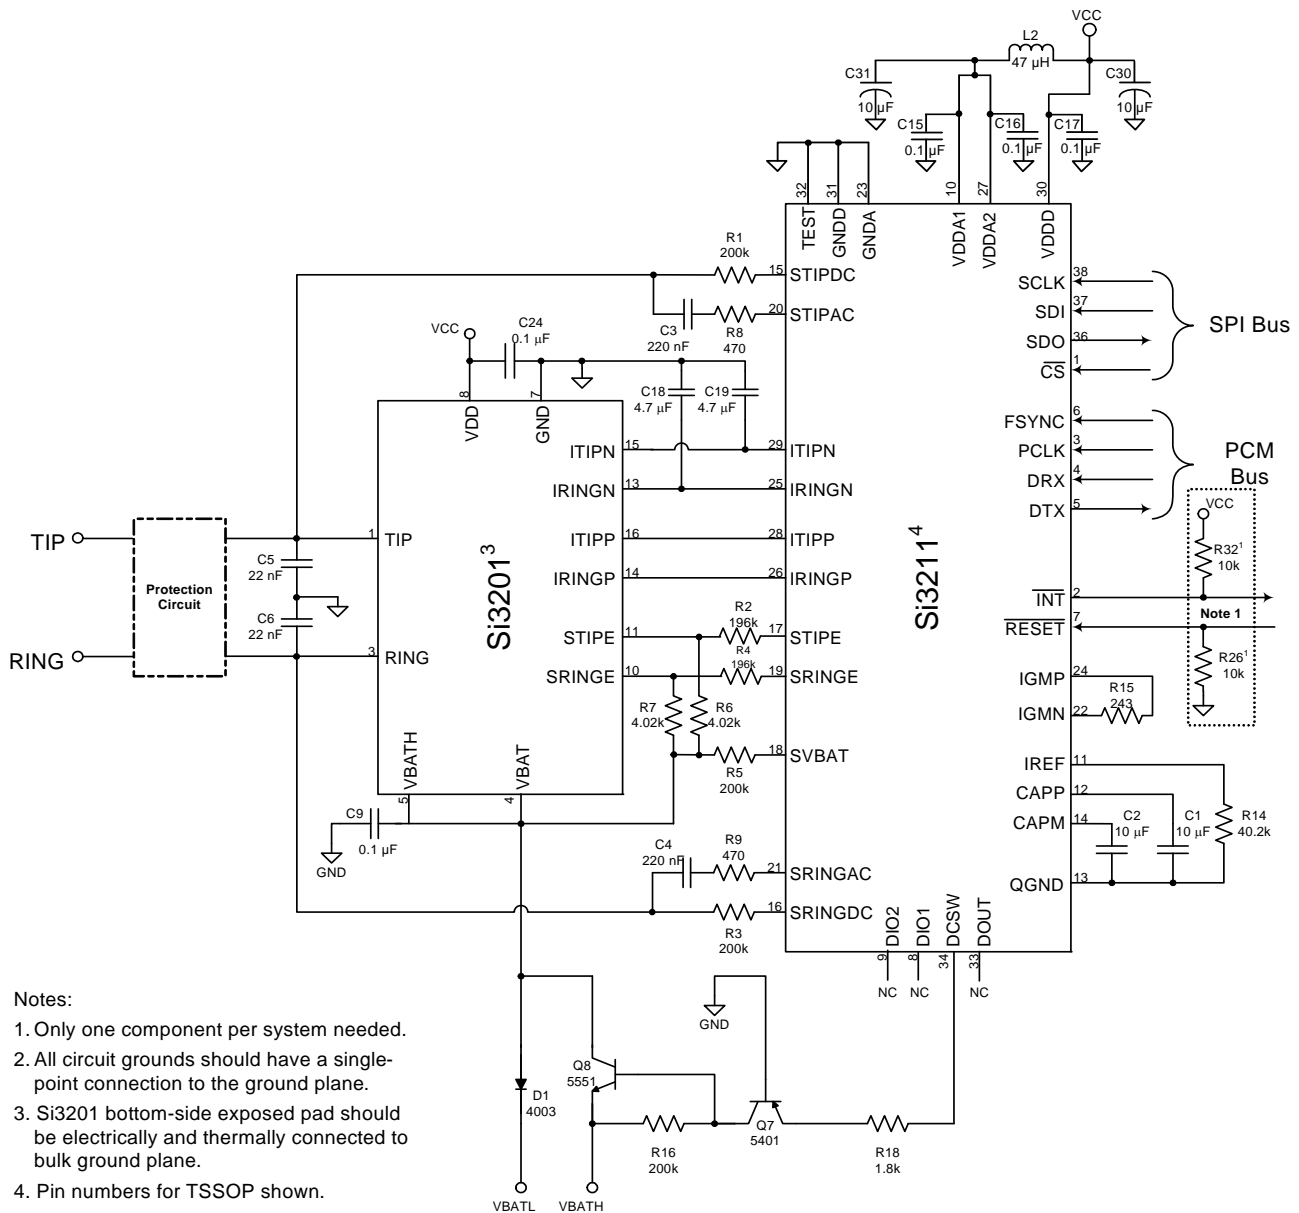 VCC
L2
47 µH
C31
10 µF
C30
10 µF
C15
0.1 µF
C16
0.1 µF
C17
0.1 µF
32
31
23
10
27
30
TEST
GNDD
GNDA
VDDA1
VDDA2
VDDD
R1
200k
15
STIPDC
C3
220 nF
R8
470
20
STIPAC
38
SCLK
37
SDI
36
SDO
1
CS
SPI Bus
VCC
C24
0.1 µF
8
VDD
7
GND
C18
4.7 µF
C19
4.7 µF
6
FSYNC
3
PCLK
4
DRX
5
DTX
PCM
Bus
ITIPN
15
29
ITIPN
IRINGN
13
25
IRINGN
ITIPP
16
28
ITIPP
IRINGP
14
26
IRINGP
TIP
RING
Protection
Circuit
C5
22 nF
C6
22 nF
1
TIP
3
RING
Si3201³
Si3211⁴
STIPE
11
R2
196k
17
STIPE
SRINGE
10
R4
196k
19
SRINGE
R7
4.02k
R6
4.02k
R5
200k
18
SVBAT
VCC
R32¹
10k
INT
2
Note 1
RESET
7
R26¹
10k
IGMP
24
R15
243
IGMN
22
IREF
11
CAPP
12
CAPM
14
C2
10 µF
C1
10 µF
R14
40.2k
QGND
13
VBATH
5
VBAT
4
C9
0.1 µF
GND
C4
220 nF
R9
470
21
SRINGAC
R3
200k
16
SRINGDC
DIO2
DIO1
DCSW
DOUT
9
8
34
33
NC
NC
NC
GND
Q8
5551
D1
4003
R16
200k
Q7
5401
R18
1.8k
VBATL
VBATH
Notes:
1. Only one component per system needed.
2. All circuit grounds should have a single-
point connection to the ground plane.
3. Si3201 bottom-side exposed pad should
be electrically and thermally connected to
bulk ground plane.
4. Pin numbers for TSSOP shown.